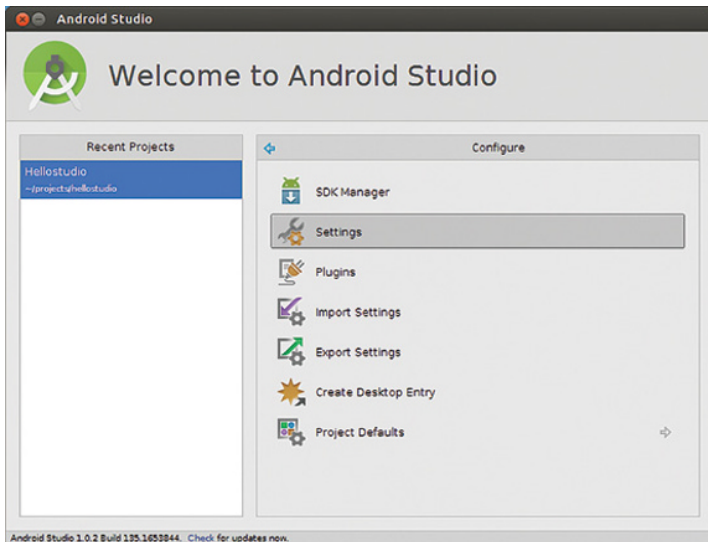 Android Studio
Welcome to Android Studio
Recent Projects
Hellostudio
~/projects/hellostudio
Configure
SDK Manager
Settings
Plugins
Import Settings
Export Settings
Create Desktop Entry
Project Defaults
Android Studio 1.0.2 Build 135.1653844. Check for updates now.